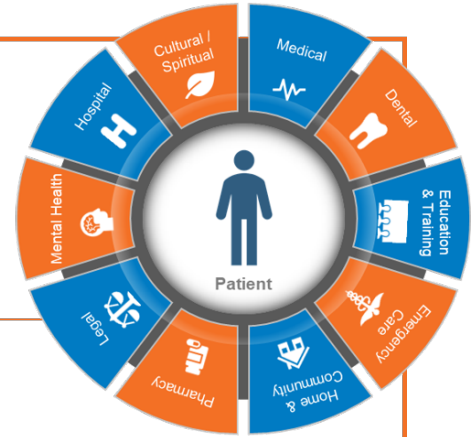 Cultural /
Spiritual
Medical
Dental
Education
& Training
Emergency
Care
Home &
Community
Pharmacy
Legal
Mental Health
Hospital
Patient